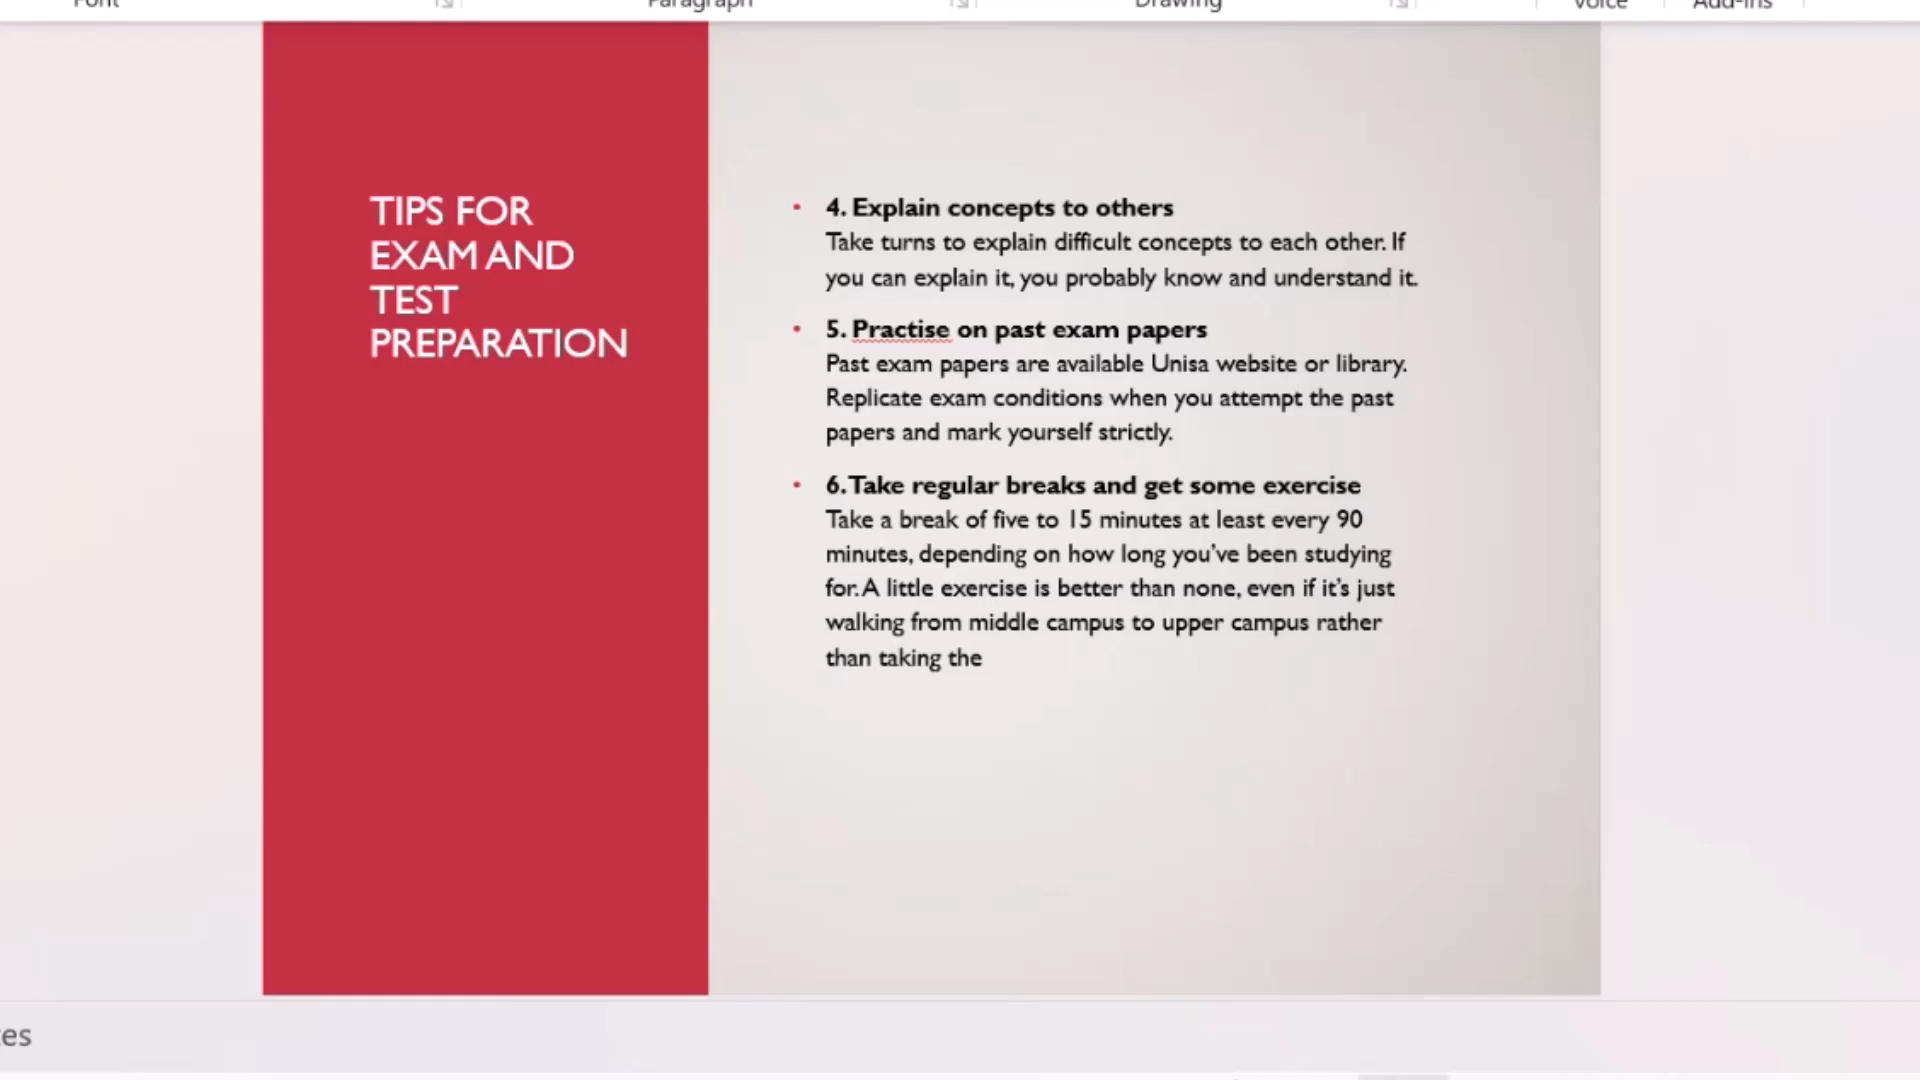 Font Paragraph Drawing Voice Add-ins
TIPS FOR
EXAM AND
TEST
PREPARATION
• 4. Explain concepts to others
Take turns to explain difficult concepts to each other. If
you can explain it, you probably know and understand it.
• 5. Practise on past exam papers
Past exam papers are available Unisa website or library.
Replicate exam conditions when you attempt the past
papers and mark yourself strictly.
• 6. Take regular breaks and get some exercise
Take a break of five to 15 minutes at least every 90
minutes, depending on how long you’ve been studying
for. A little exercise is better than none, even if it’s just
walking from middle campus to upper campus rather
than taking the